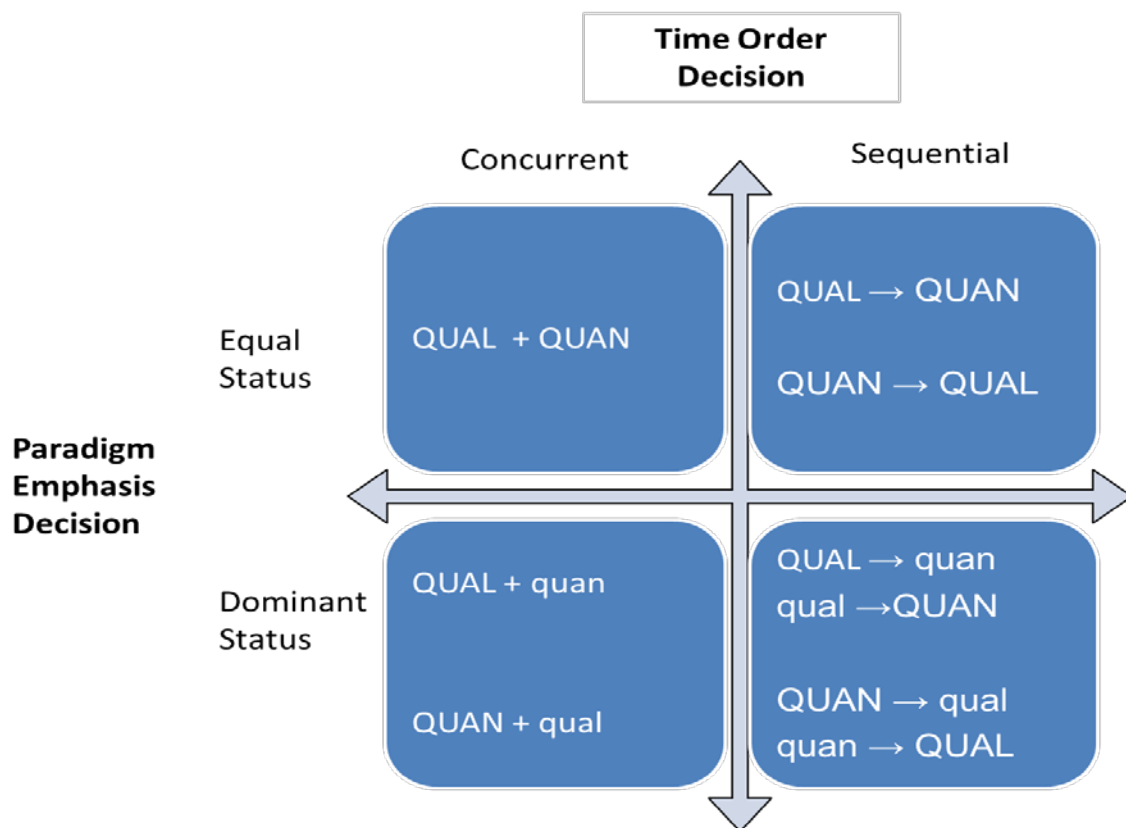 Time Order
Decision
Concurrent
Sequential
Equal
Status
QUAL + QUAN
QUAL → QUAN
QUAN → QUAL
Paradigm
Emphasis
Decision
Dominant
Status
QUAL + quan
QUAN + qual
QUAL → quan
qual →QUAN
QUAN → qual
quan → QUAL